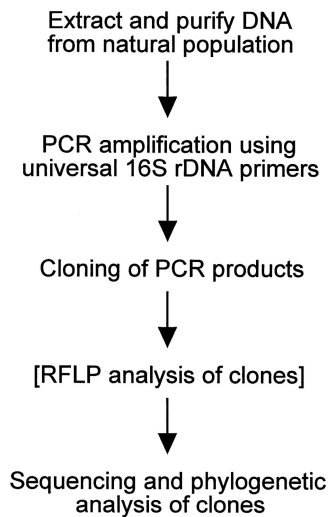 Extract and purify DNA
from natural population
PCR amplification using
universal 16S rDNA primers
Cloning of PCR products
[RFLP analysis of clones]
Sequencing and phylogenetic
analysis of clones